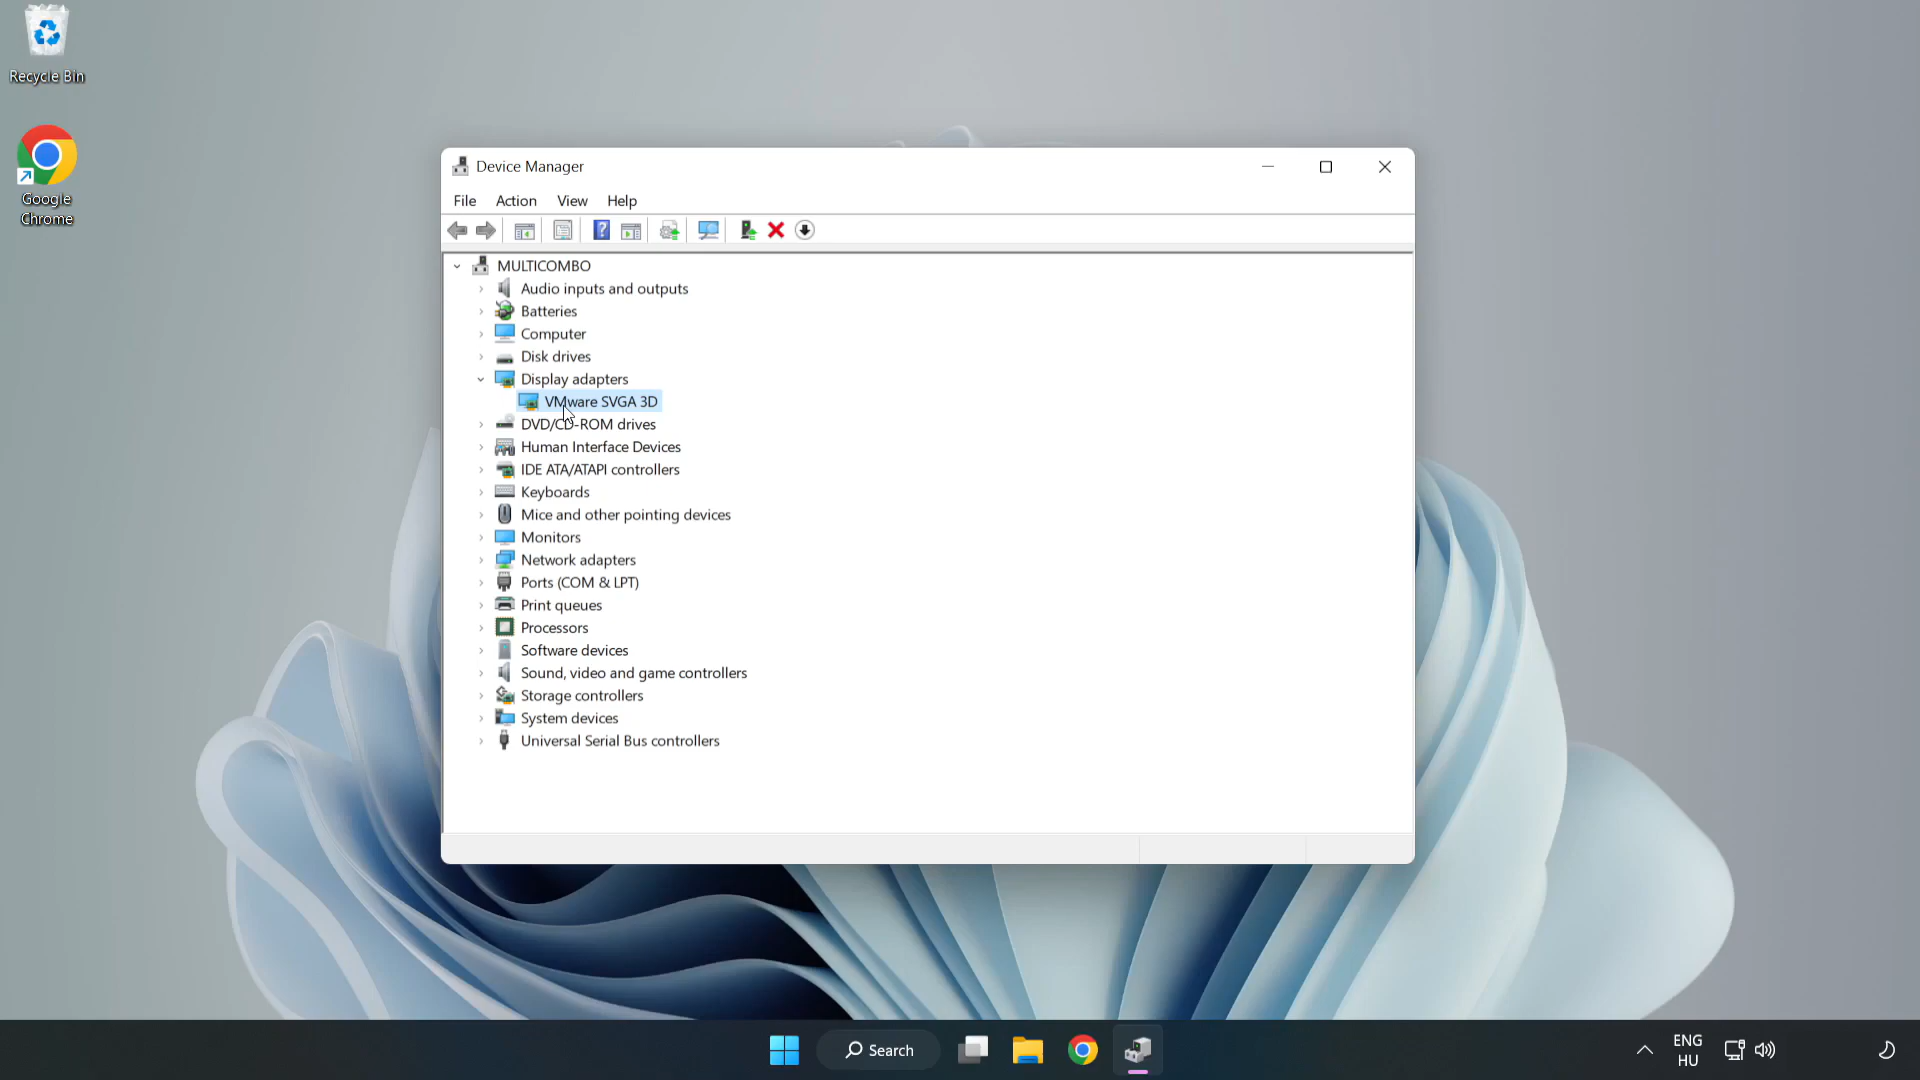 Recycle Bin
Google
Chrome
Device Manager
File Action View Help
MULTICOMBO
Audio inputs and outputs
Batteries
Computer
Disk drives
Display adapters
VMware SVGA 3D
DVD/CD-ROM drives
Human Interface Devices
IDE ATA/ATAPI controllers
Keyboards
Mice and other pointing devices
Monitors
Network adapters
Ports (COM & LPT)
Print queues
Processors
Software devices
Sound, video and game controllers
Storage controllers
System devices
Universal Serial Bus controllers
Search
ENG
HU